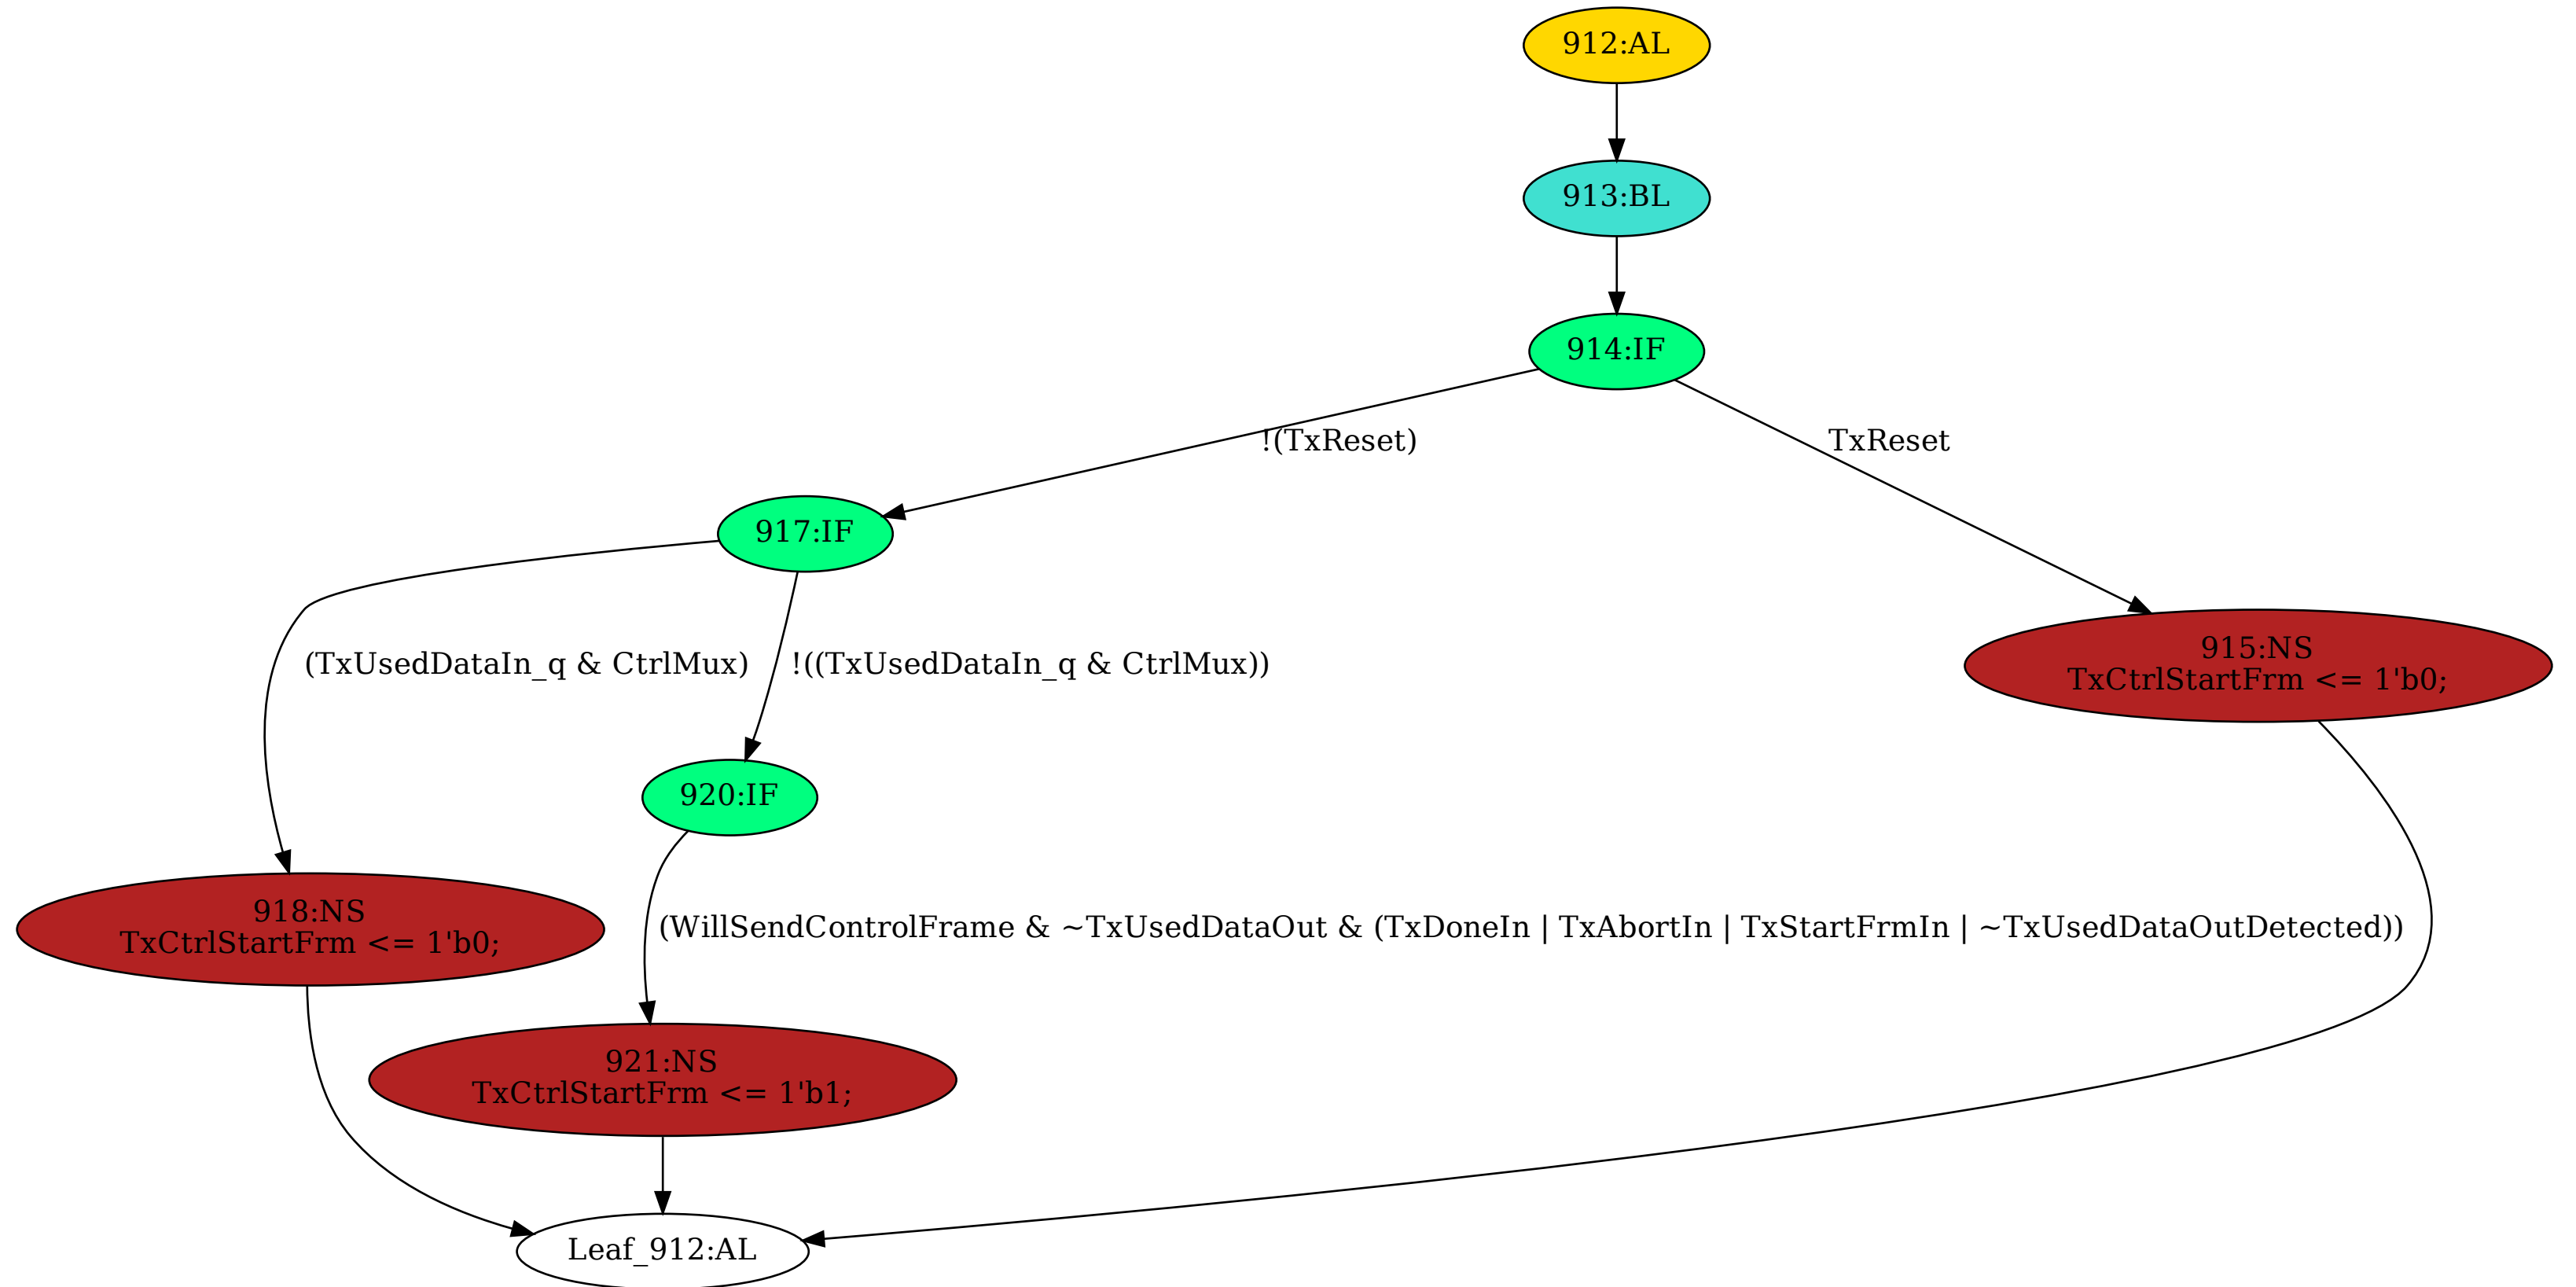 912:AL
913:BL
914:IF
!(TxReset)
TxReset
917:IF
915:NS
TxCtrlStartFrm <= 1'b0;
(TxUsedDataIn_q & CtrlMux)
!((TxUsedDataIn_q & CtrlMux))
920:IF
918:NS
TxCtrlStartFrm <= 1'b0;
(WillSendControlFrame & ~TxUsedDataOut & (TxDoneIn | TxAbortIn | TxStartFrmIn | ~TxUsedDataOutDetected))
921:NS
TxCtrlStartFrm <= 1'b1;
Leaf_912:AL